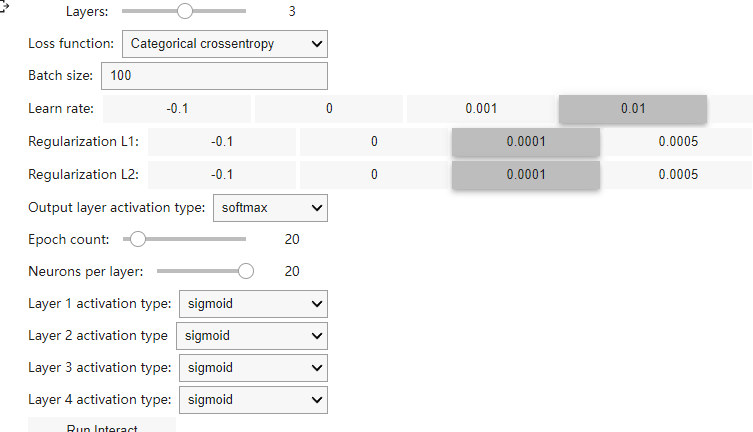 Layers: 3
Loss function: Categorical crossentropy
Batch size: 100
Learn rate: -0.1 0 0.001 0.01
Regularization L1: -0.1 0 0.0001 0.0005
Regularization L2: -0.1 0 0.0001 0.0005
Output layer activation type: softmax
Epoch count: 20
Neurons per layer: 20
Layer 1 activation type: sigmoid
Layer 2 activation type sigmoid
Layer 3 activation type: sigmoid
Layer 4 activation type: sigmoid
Run Interact